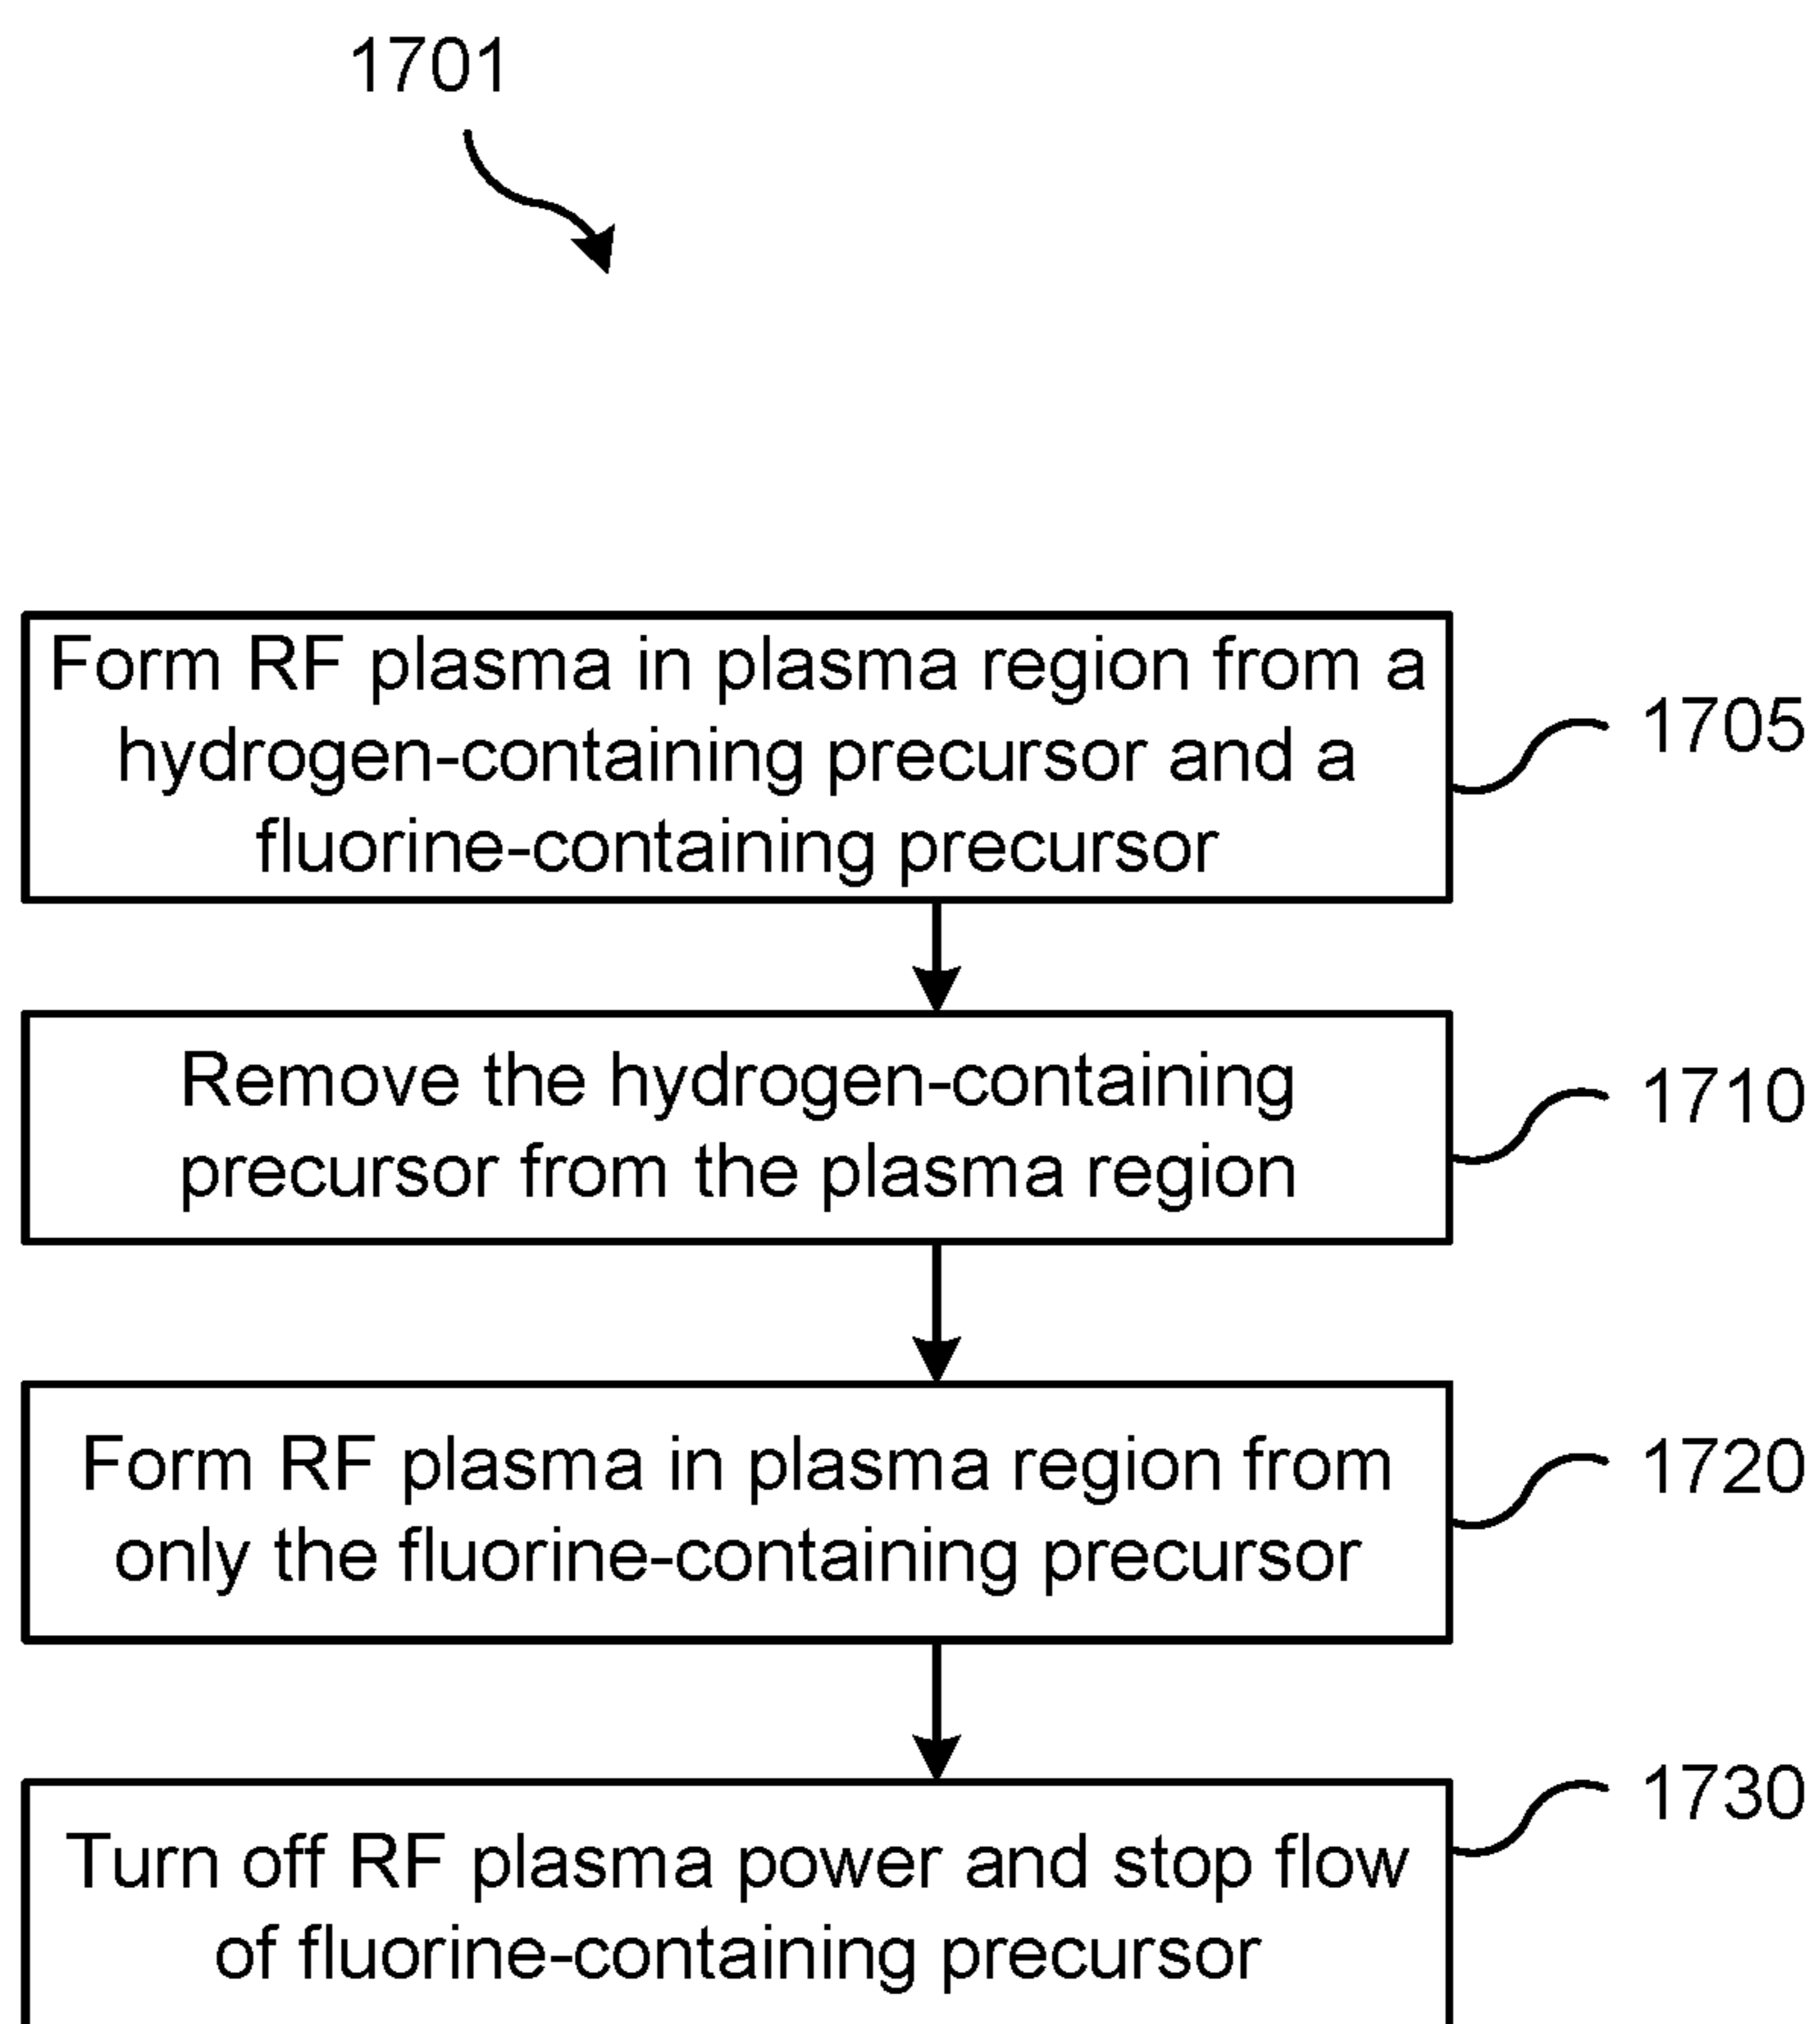 1701
Form RF plasma in plasma region from a
hydrogen-containing precursor and a
fluorine-containing precursor
1705
Remove the hydrogen-containing
precursor from the plasma region
1710
Form RF plasma in plasma region from
only the fluorine-containing precursor
1720
Turn off RF plasma power and stop flow
of fluorine-containing precursor
1730